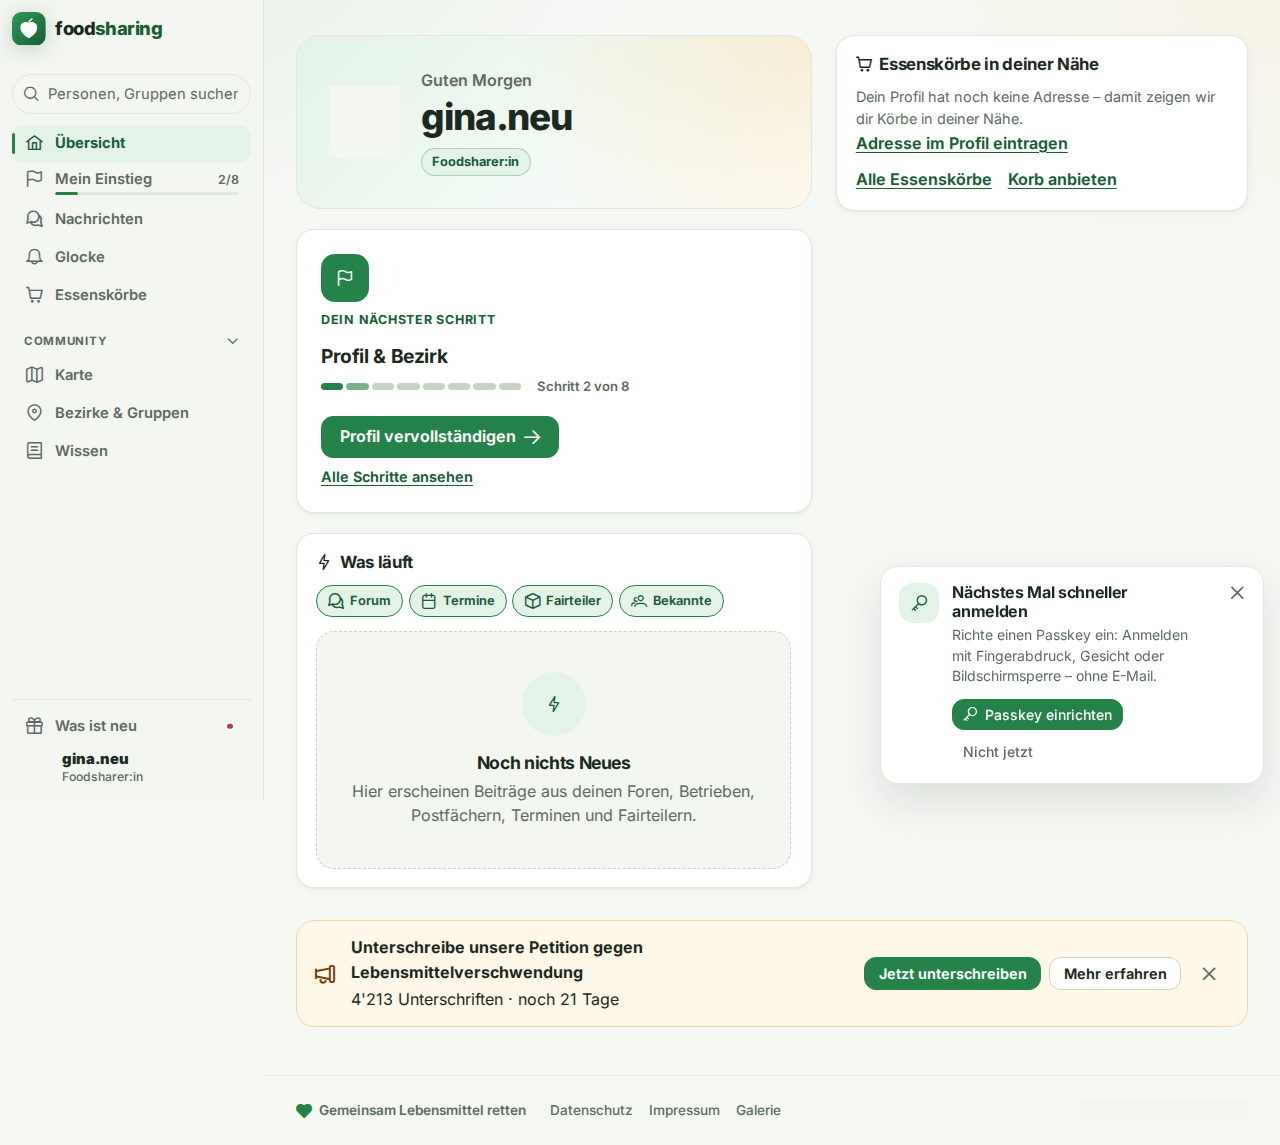 foodsharing
Personen, Gruppen sucher
Übersicht
Mein Einstieg 2/8
Nachrichten
Glocke
Essenskörbe
COMMUNITY
Karte
Bezirke & Gruppen
Wissen
Was ist neu
gina.neu
Foodsharer:in
Guten Morgen
gina.neu
Foodsharer:in
Essenskörbe in deiner Nähe
Dein Profil hat noch keine Adresse – damit zeigen wir
dir Körbe in deiner Nähe.
Adresse im Profil eintragen
Alle Essenskörbe Korb anbieten
DEIN NÄCHSTER SCHRITT
Profil & Bezirk
Schritt 2 von 8
Profil vervollständigen
Alle Schritte ansehen
Was läuft
Forum Termine Fairteiler Bekannte
Noch nichts Neues
Hier erscheinen Beiträge aus deinen Foren, Betrieben,
Postfächern, Terminen und Fairteilern.
Nächstes Mal schneller
anmelden
Richte einen Passkey ein: Anmelden
mit Fingerabdruck, Gesicht oder
Bildschirmsperre – ohne E-Mail.
Passkey einrichten
Nicht jetzt
Unterschreibe unsere Petition gegen
Lebensmittelverschwendung
4'213 Unterschriften · noch 21 Tage
Jetzt unterschreiben Mehr erfahren
Gemeinsam Lebensmittel retten Datenschutz Impressum Galerie